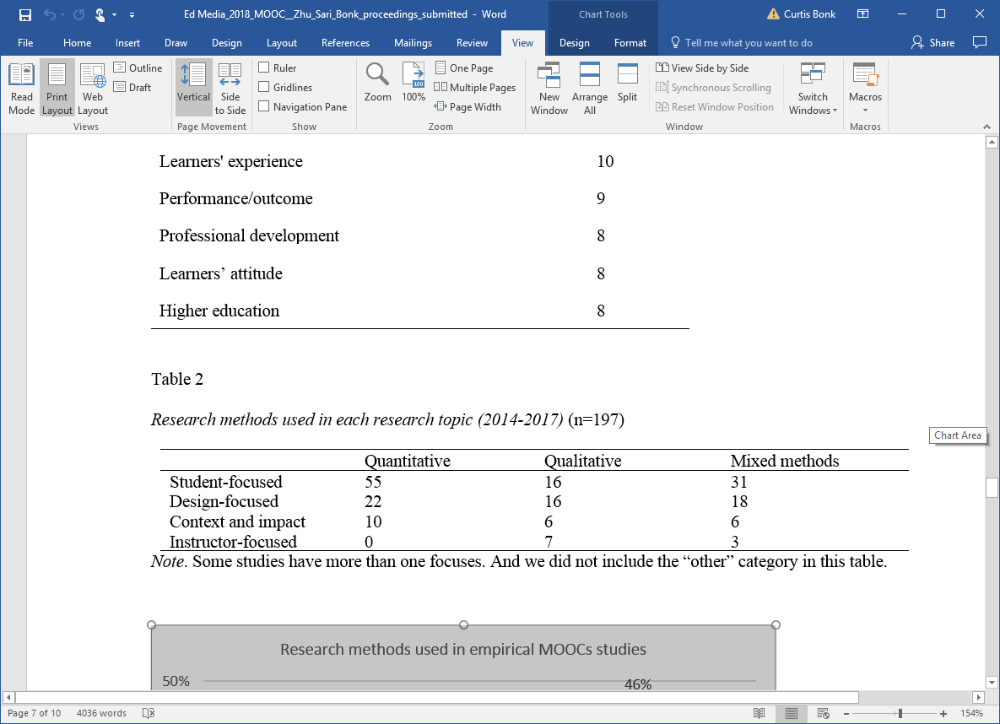 Ed Media_2018_MOOC__Zhu_Sari_Bonk_proceedings_submitted - Word
Chart Tools
Curtis Bonk
File Home Insert Draw Design Layout References Mailings Review View Design Format Tell me what you want to do Share
Read Mode
Print Layout
Web Layout
Outline
Draft
Views
Vertical
Side to Side
Page Movement
Ruler
Gridlines
Navigation Pane
Show
Zoom
100
100%
One Page
Multiple Pages
Page Width
Zoom
New Window
Arrange All
Split
View Side by Side
Synchronous Scrolling
Reset Window Position
Window
Switch Windows
Macros
Macros
Learners' experience 10
Performance/outcome 9
Professional development 8
Learners’ attitude 8
Higher education 8
Table 2
Research methods used in each research topic (2014-2017) (n=197)
Chart Area
Quantitative Qualitative Mixed methods
Student-focused 55 16 31
Design-focused 22 16 18
Context and impact 10 6 6
Instructor-focused 0 7 3
Note. Some studies have more than one focuses. And we did not include the “other” category in this table.
Research methods used in empirical MOOCs studies
50% 46%
Page 7 of 10 4036 words 154%